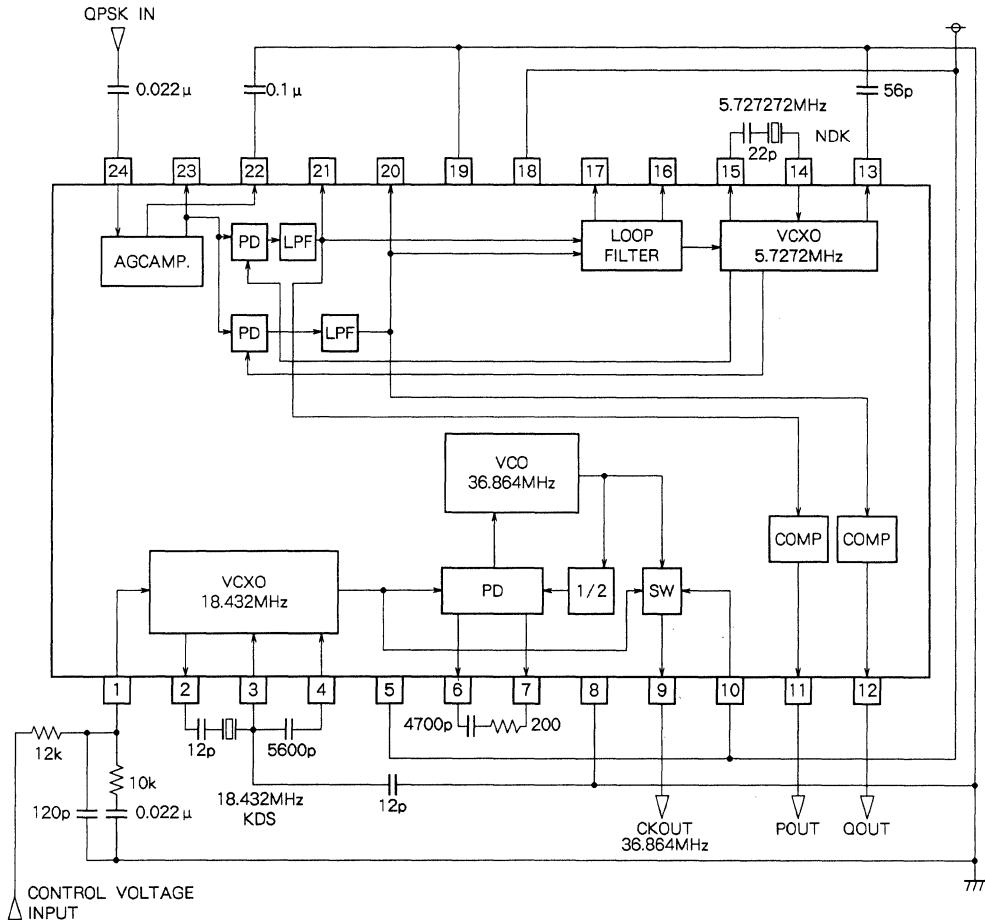 QPSK IN
0.022μ
0.1μ
56p
5.727272MHz
NDK
22p
24
23
22
21
20
19
18
17
16
15
14
13
AGCAMP.
PD
LPF
LOOP
FILTER
VCXO
5.7272MHz
PD
LPF
VCO
36.864MHz
COMP
COMP
VCXO
18.432MHz
PD
1/2
SW
1
2
3
4
5
6
7
8
9
10
11
12
12k
12p
5600p
4700p
200
10k
120p
0.022μ
18.432MHz
KDS
12p
CKOUT
36.864MHz
POUT
QOUT
CONTROL VOLTAGE
INPUT